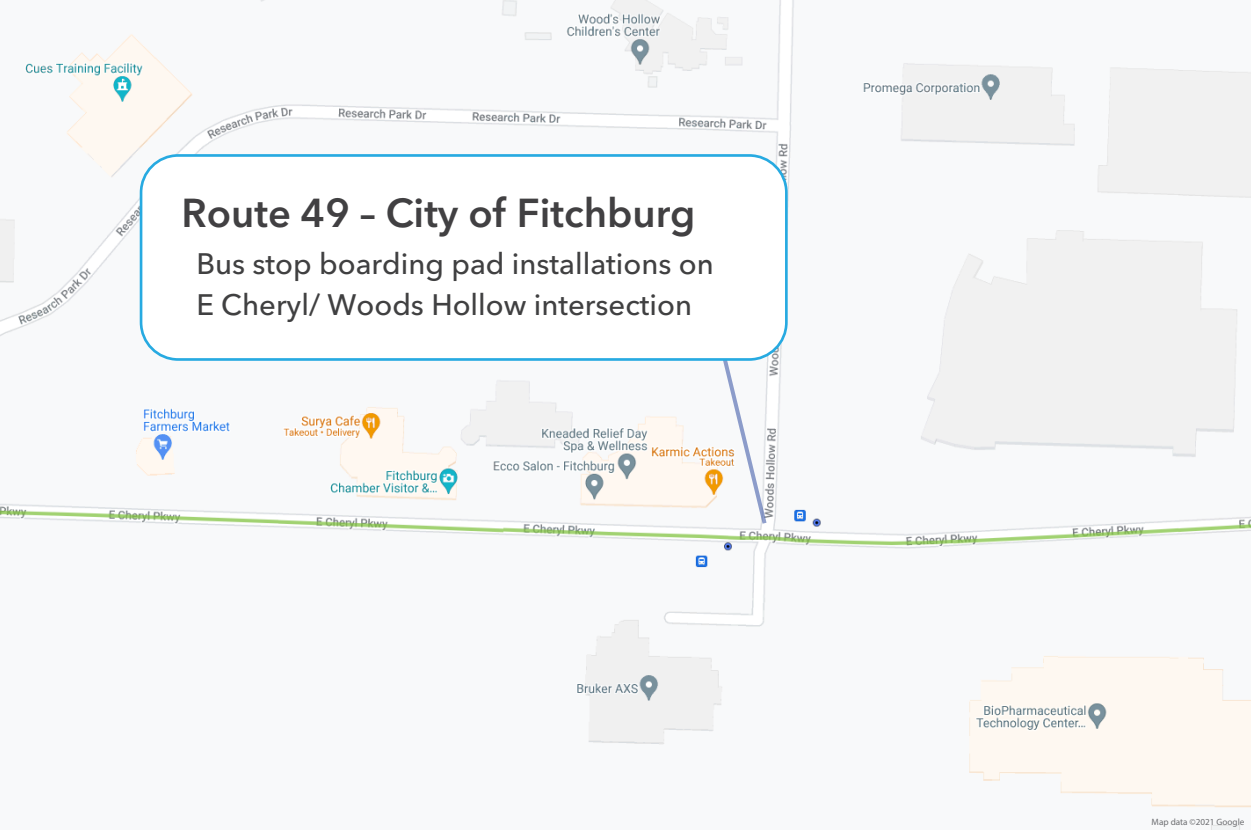 Wood's Hollow
Children's Center
Cues Training Facility
Promega Corporation
Research Park Dr
Research Park Dr
Research Park Dr
Research Park Dr
Route 49 – City of Fitchburg
Bus stop boarding pad installations on
E Cheryl/ Woods Hollow intersection
Research Park Dr
Fitchburg
Farmers Market
Surya Cafe
Takeout • Delivery
Fitchburg
Chamber Visitor &...
Kneaded Relief Day
Spa & Wellness
Ecco Salon - Fitchburg
Karmic Actions
Takeout
Woods Hollow Rd
Pkwy
E Cheryl Pkwy
E Cheryl Pkwy
E Cheryl Pkwy
E Cheryl Pkwy
E Cheryl Pkwy
E Cheryl Pkwy
Bruker AXS
BioPharmaceutical
Technology Center...
Map data ©2021 Google